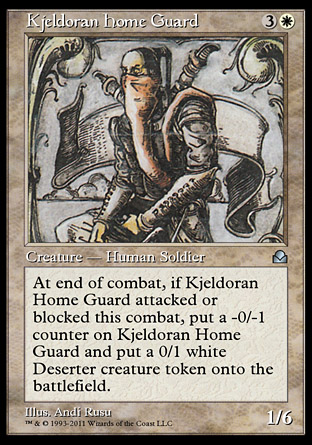 Kjeldoran Home Guard 3
Creature — Human Soldier
At end of combat, if Kjeldoran
Home Guard attacked or
blocked this combat, put a -0/-1
counter on Kjeldoran Home
Guard and put a 0/1 white
Deserter creature token onto the
battlefield.
Illus. Andi Rusu
™ & © 1993-2011 Wizards of the Coast LLC
1/6